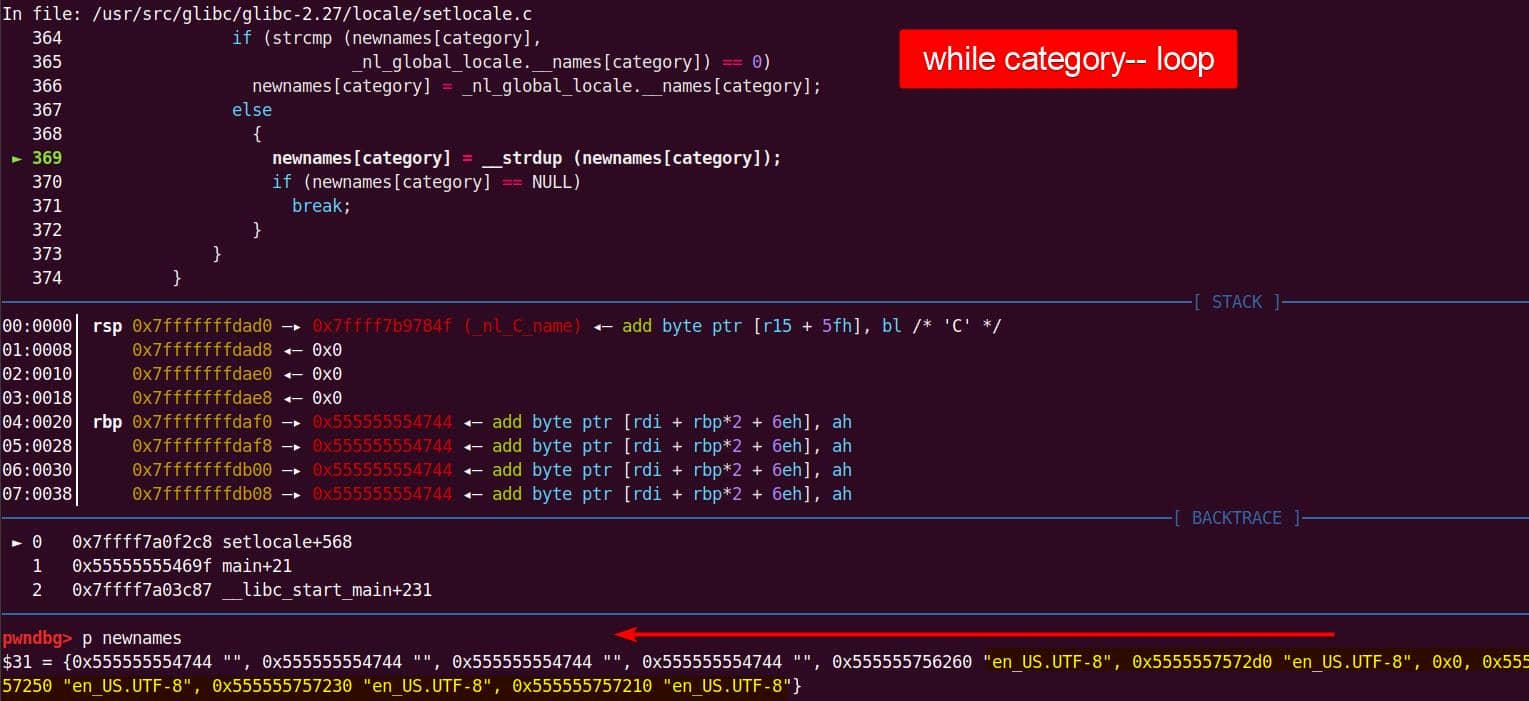 In file: /usr/src/glibc/glibc-2.27/locale/setlocale.c
364 if (strcmp (newnames[category],
while category-- loop
365 _nl_global_locale.__names[category]) == 0)
366 newnames[category] = _nl_global_locale.__names[category];
367 else
368 {
► 369 newnames[category] = __strdup (newnames[category]);
370 if (newnames[category] == NULL)
371 break;
372 }
373 }
374 }
[ STACK ]
00:0000│ rsp 0x7fffffffdad0 —▸ 0x7ffff7b9784f (_nl_C_name) ◂— add byte ptr [r15 + 5fh], bl /* 'C' */
01:0008│ 0x7fffffffdad8 ◂— 0x0
02:0010│ 0x7fffffffdae0 ◂— 0x0
03:0018│ 0x7fffffffdae8 ◂— 0x0
04:0020│ rbp 0x7fffffffdaf0 —▸ 0x555555554744 ◂— add byte ptr [rdi + rbp*2 + 6eh], ah
05:0028│ 0x7fffffffdaf8 —▸ 0x555555554744 ◂— add byte ptr [rdi + rbp*2 + 6eh], ah
06:0030│ 0x7fffffffdb00 —▸ 0x555555554744 ◂— add byte ptr [rdi + rbp*2 + 6eh], ah
07:0038│ 0x7fffffffdb08 —▸ 0x555555554744 ◂— add byte ptr [rdi + rbp*2 + 6eh], ah
[ BACKTRACE ]
► 0 0x7ffff7a0f2c8 setlocale+568
1 0x55555555469f main+21
2 0x7ffff7a03c87 __libc_start_main+231
pwndbg> p newnames
$31 = {0x555555554744 "", 0x555555554744 "", 0x555555554744 "", 0x555555554744 "", 0x555555756260 "en_US.UTF-8", 0x5555557572d0 "en_US.UTF-8", 0x0, 0x555
57250 "en_US.UTF-8", 0x555555757230 "en_US.UTF-8", 0x555555757210 "en_US.UTF-8"}